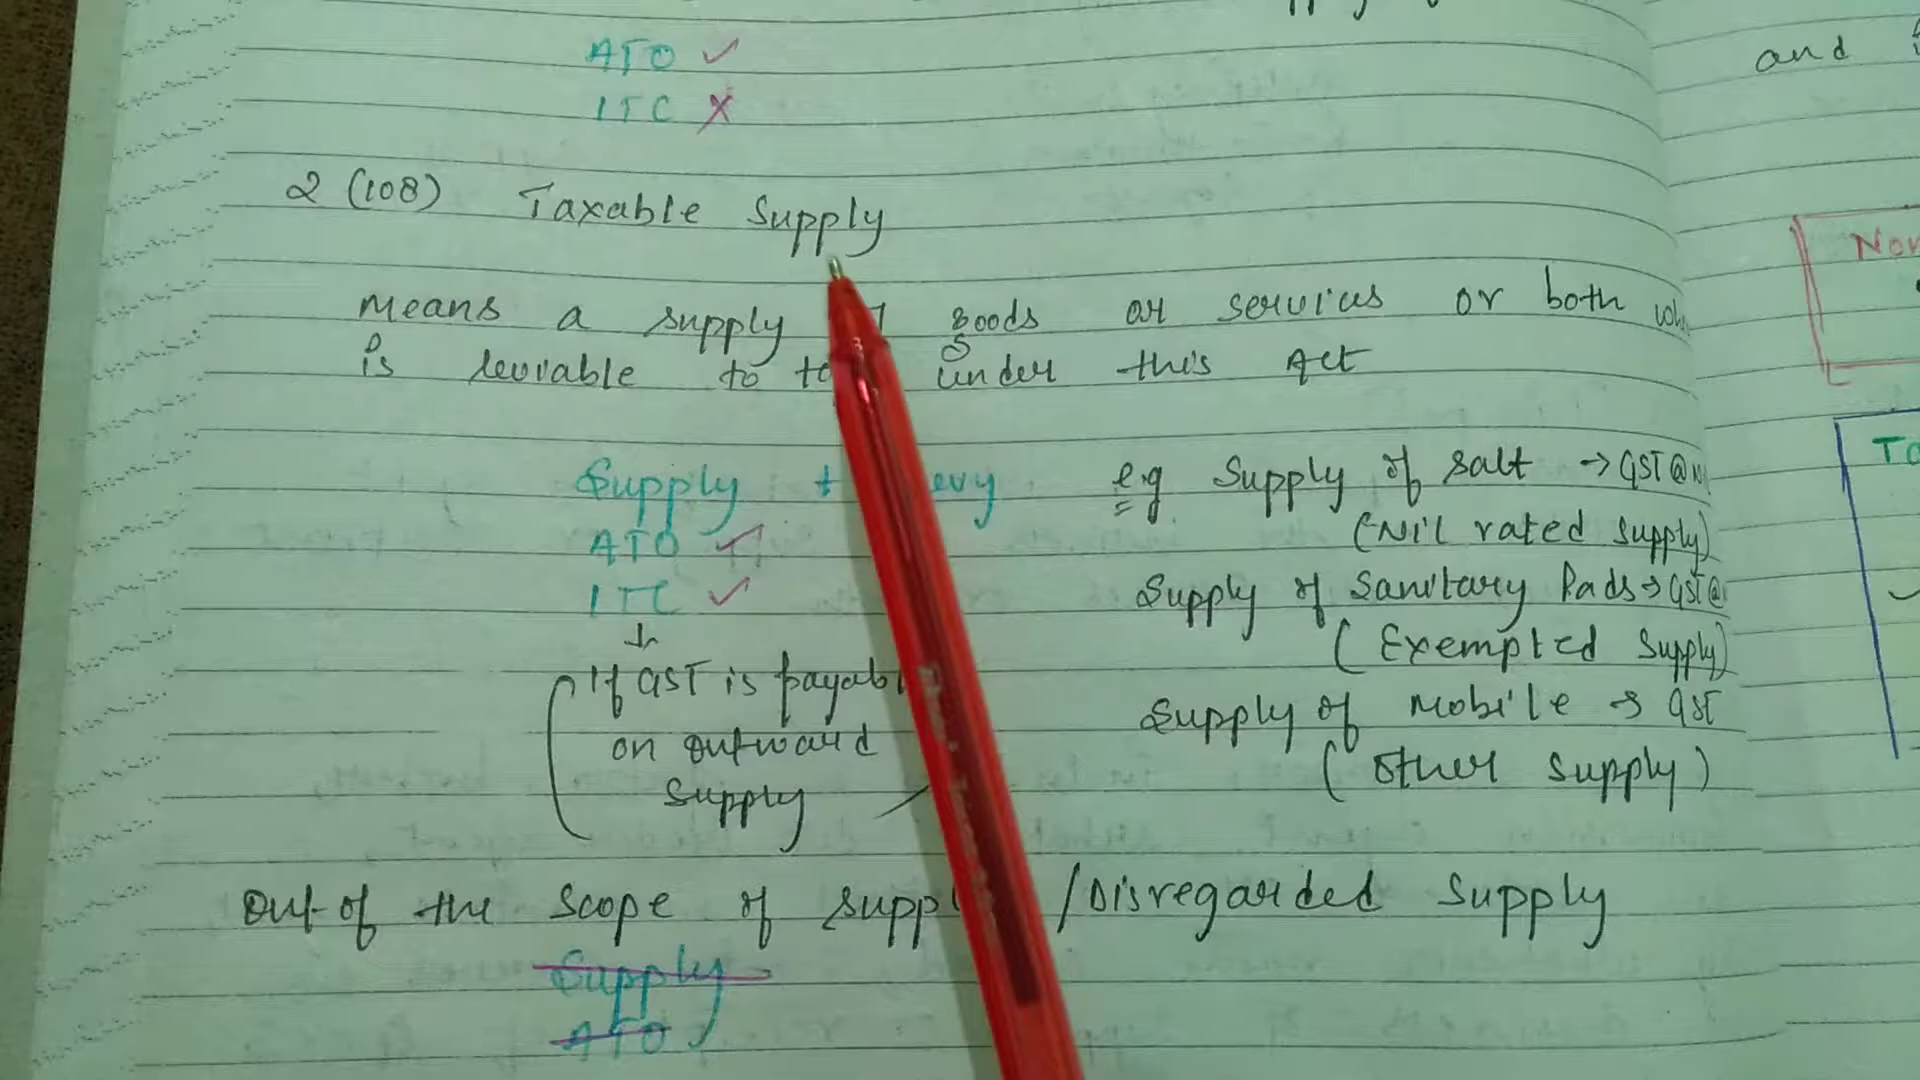 and
ATO ✓
ITC X
2 (108) Taxable Supply
means a supply goods or services or both
is leviable to under this Act
Supply + evy
ATO ✓
ITC ✓
If GST is payabl
on outward
supply
e.g Supply of salt → GST@
(Nil rated supply)
Supply of Sanitary Pads → GST@
(Exempted supply)
Supply of mobile → GST
(other supply)
Out of the scope of suppl /Disregarded Supply
Supply
ATO